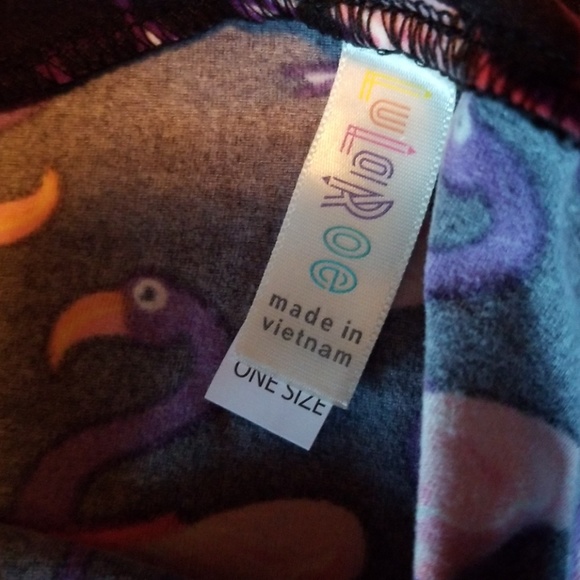 LuLaRoe
made in
vietnam
ONE SIZE